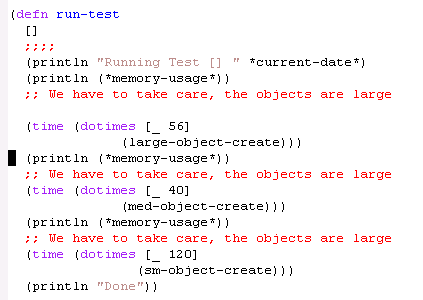 (defn run-test
  []
  ;;;;
  (println "Running Test [] " *current-date*)
  (println (*memory-usage*))
  ;; We have to take care, the objects are large

  (time (dotimes [_ 56]
              (large-object-create)))
  (println (*memory-usage*))
  ;; We have to take care, the objects are large
  (time (dotimes [_ 40]
              (med-object-create)))
  (println (*memory-usage*))
  ;; We have to take care, the objects are large
  (time (dotimes [_ 120]
                (sm-object-create)))
  (println "Done"))